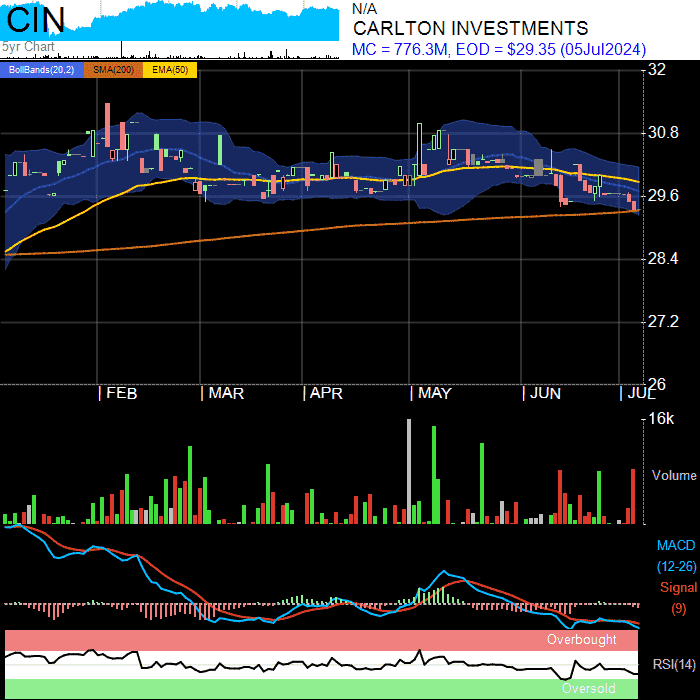 CIN
5yr Chart
N/A
CARLTON INVESTMENTS
MC = 776.3M, EOD = $29.35 (05Jul2024)
BollBands(20,2) SMA(200) EMA(50)
32
30.8
29.6
28.4
27.2
26
| FEB | MAR | APR | MAY | JUN | JUL
16k
Volume
MACD
(12-26)
Signal
(9)
Overbought
RSI(14)
Oversold